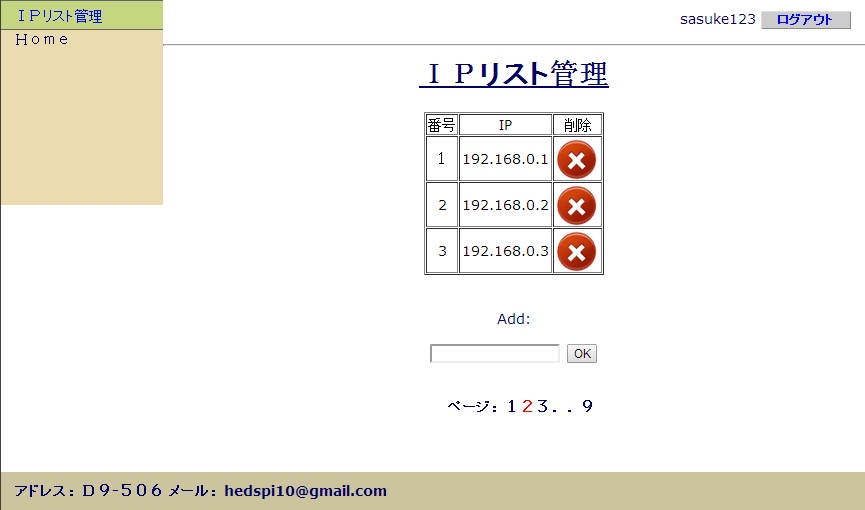 ＩＰリスト管理
Ｈｏｍｅ
sasuke123 ログアウト
ＩＰリスト管理
番号 IP 削除
1 192.168.0.1
2 192.168.0.2
3 192.168.0.3
Add:
OK
ページ：１２３．．９
アドレス：Ｄ９-５０６ メール：hedspi10@gmail.com